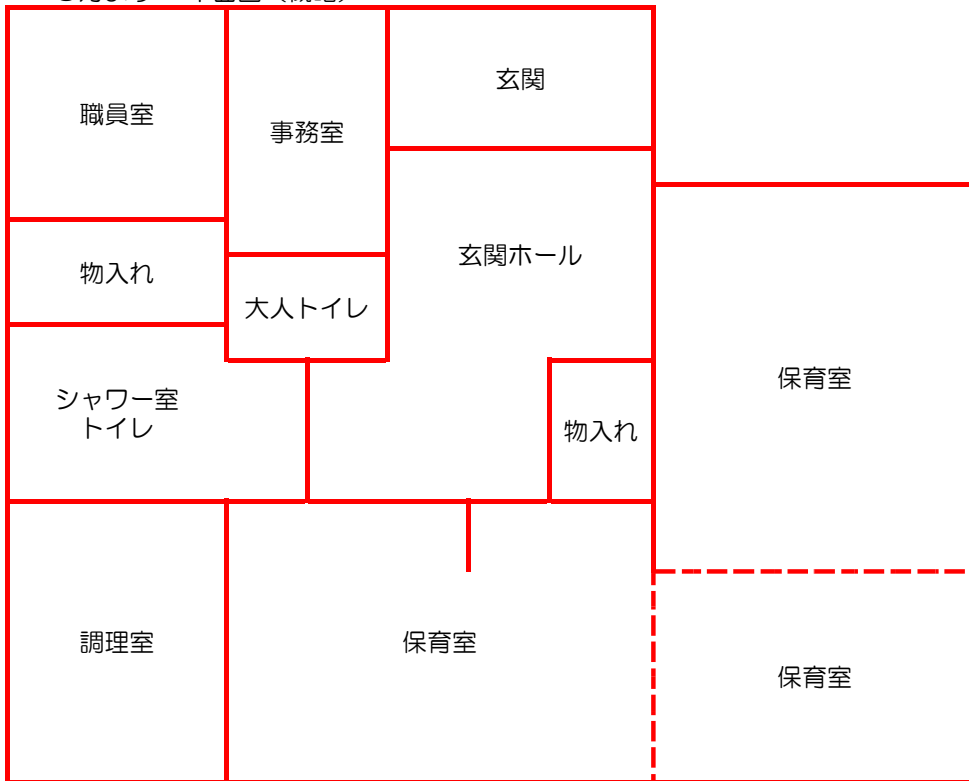 職員室
事務室
玄関
物入れ
玄関ホール
大人トイレ
シャワー室
トイレ
物入れ
保育室
調理室
保育室
保育室